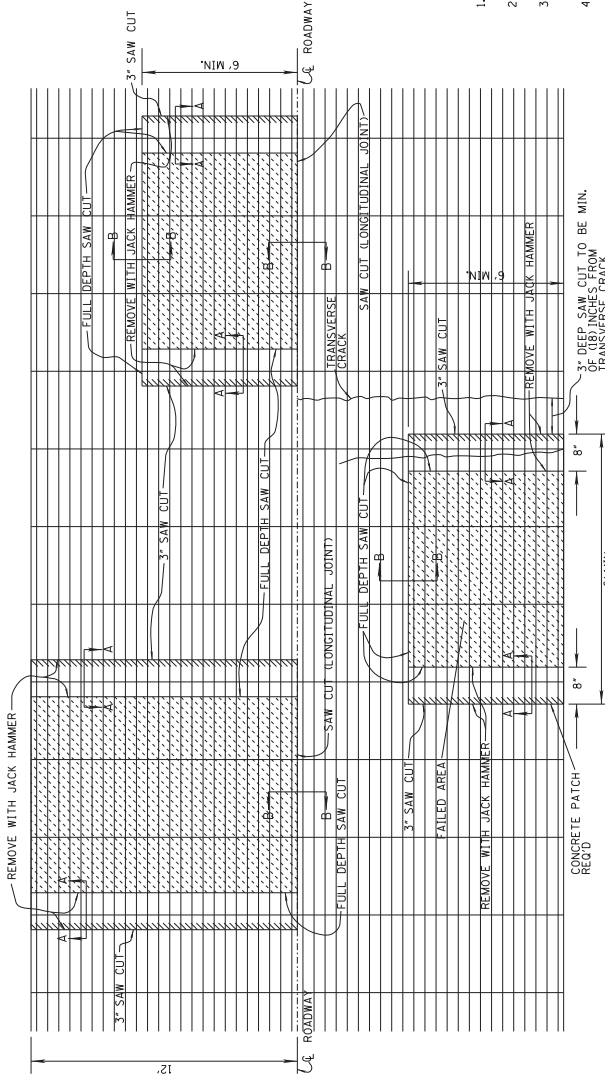 REMOVE WITH JACK HAMMER
3" SAW CUT
A
A
A
A
12'
3" SAW CUT
FULL DEPTH SAW CUT
B
B
FULL DEPTH SAW CUT
SAW CUT (LONGITUDINAL JOINT)
℄ ROADWAY
FULL DEPTH SAW CUT
REMOVE WITH JACK HAMMER
B
B
B
B
A
A
A
A
3" SAW CUT
6' MIN.
℄ ROADWAY
SAW CUT (LONGITUDINAL JOINT)
TRANSVERSE
CRACK
FULL DEPTH SAW CUT
B
B
3" SAW CUT
FAILED AREA
REMOVE WITH JACK HAMMER
A
A
A
A
3" SAW CUT
REMOVE WITH JACK HAMMER
6' MIN.
CONCRETE PATCH
REQ'D
8"
8"
3" DEEP SAW CUT TO BE MIN.
OF (18) INCHES FROM
TRANSVERSE CRACK
1.
2
3
4